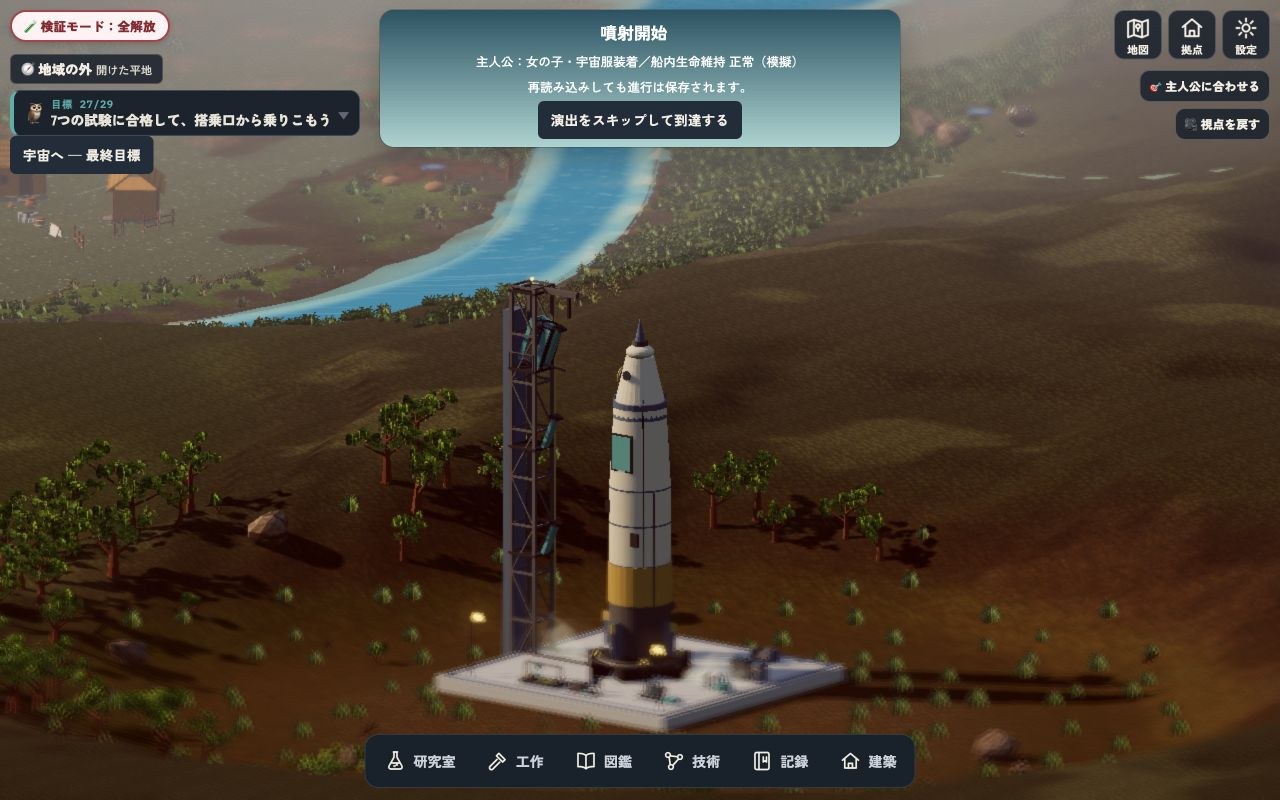 検証モード：全解放
地域の外 開けた平地
目標 27/29
7つの試験に合格して、搭乗口から乗りこもう
宇宙へ — 最終目標
噴射開始
主人公：女の子・宇宙服装着／船内生命維持 正常（模擬）
再読み込みしても進行は保存されます。
演出をスキップして到達する
地図
拠点
設定
主人公に合わせる
視点を戻す
研究室
工作
図鑑
技術
記録
建築